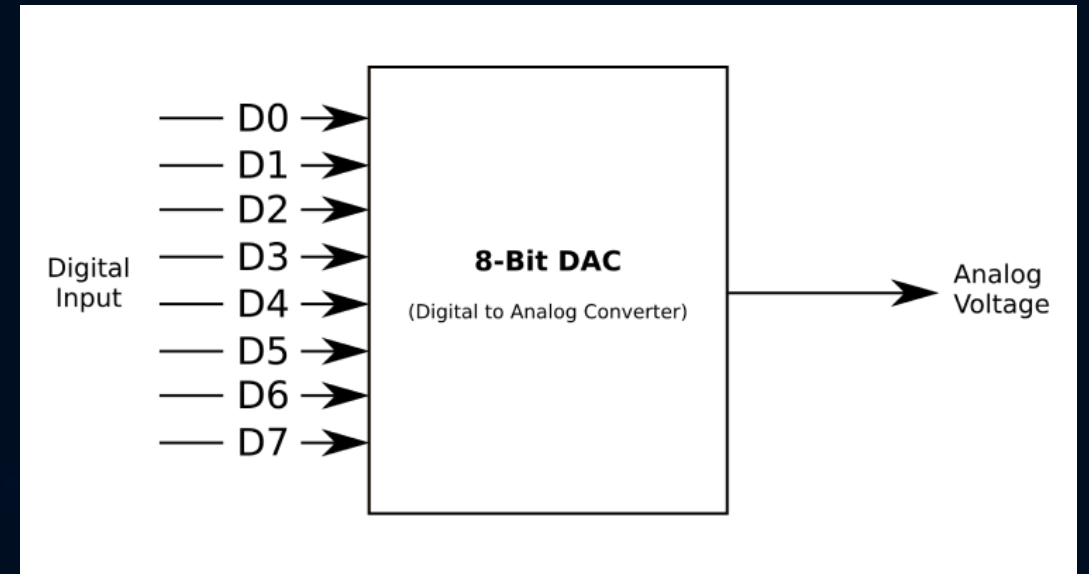 D0
D1
D2
D3
Digital
Input
D4
D5
D6
D7
8-Bit DAC
(Digital to Analog Converter)
Analog
Voltage